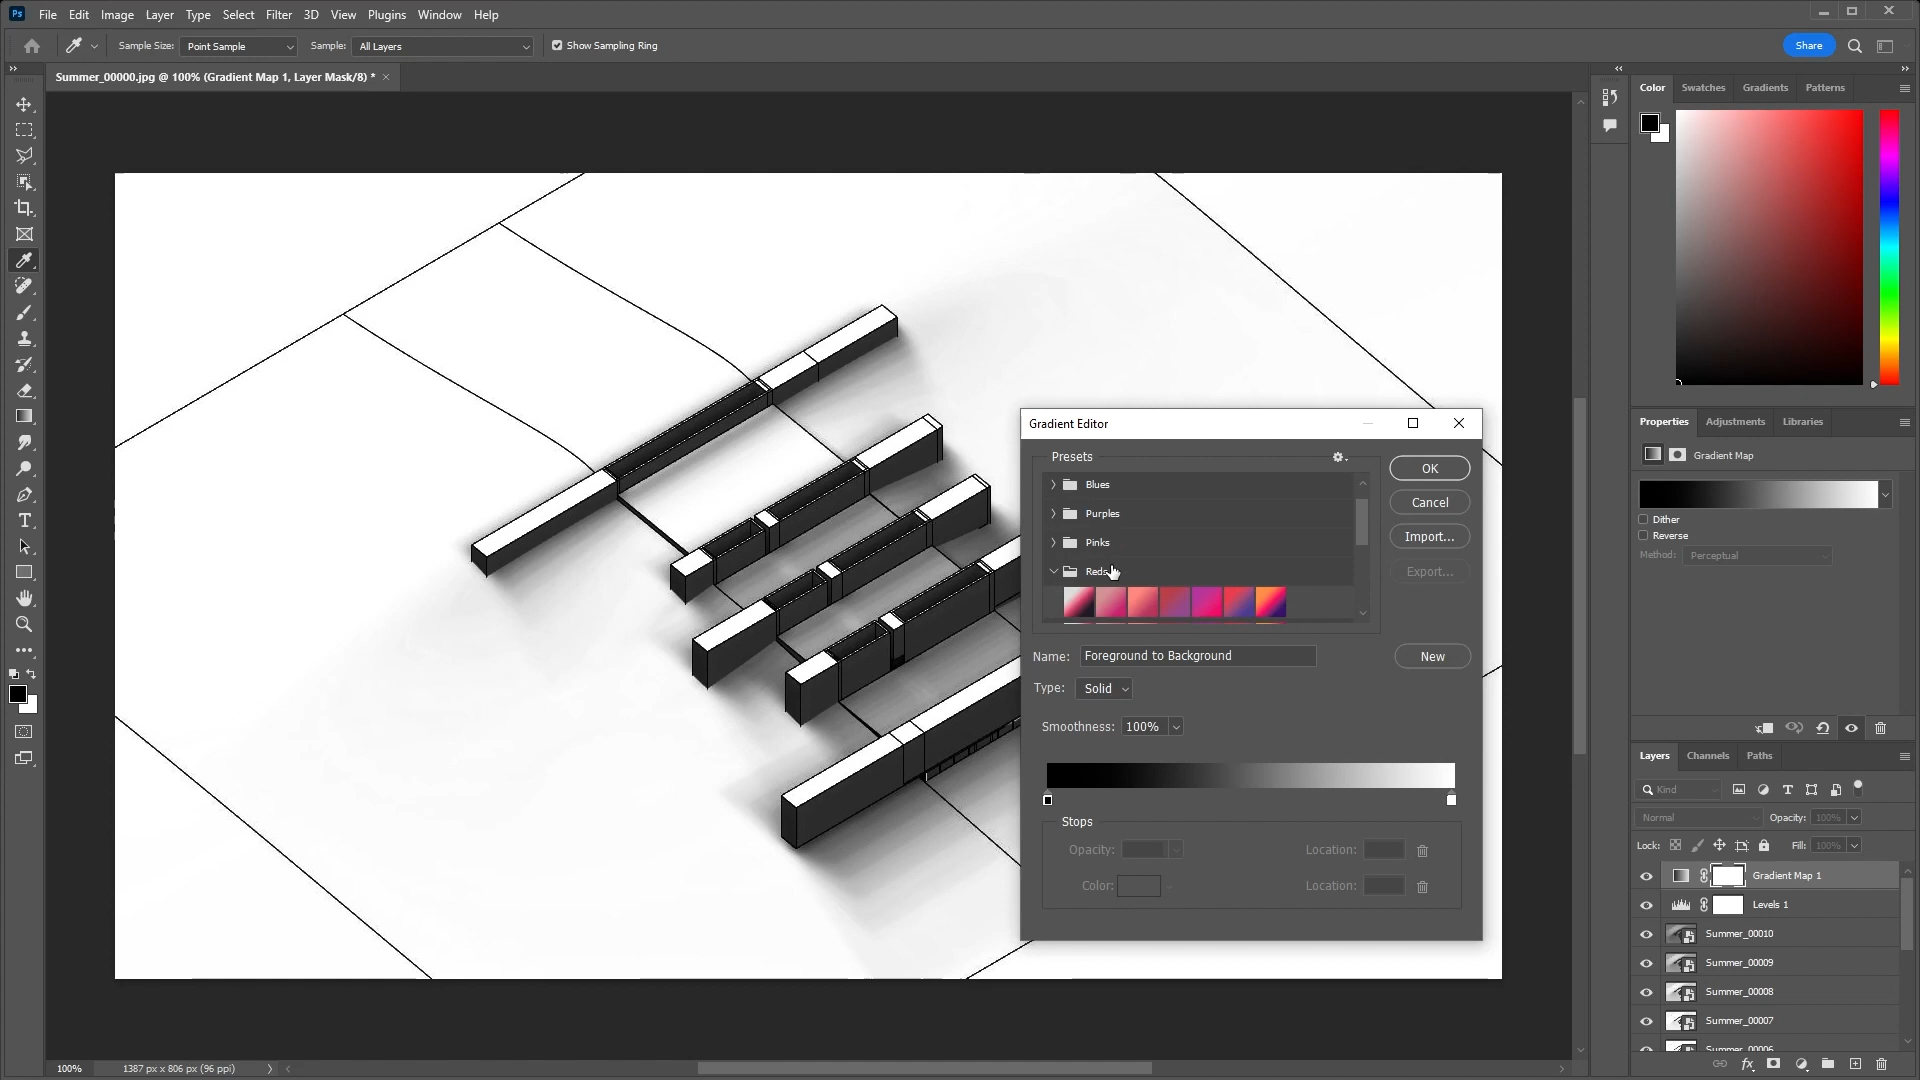 Ps File Edit Image Layer Type Select Filter 3D View Plugins Window Help
Sample Size: Point Sample Sample: All Layers Show Sampling Ring Share
Summer_00000.jpg @ 100% (Gradient Map 1, Layer Mask/8) *
Color Swatches Gradients Patterns
Gradient Editor
Presets
Blues
Purples
Pinks
Reds
OK
Cancel
Import...
Export...
Name: Foreground to Background
New
Type: Solid
Smoothness: 100%
Stops
Opacity: Location:
Color: Location:
Properties Adjustments Libraries
Gradient Map
Dither
Reverse
Method: Perceptual
Layers Channels Paths
Kind
Normal Opacity: 100%
Lock: Fill: 100%
Gradient Map 1
Levels 1
Summer_00010
Summer_00009
Summer_00008
Summer_00007
Summer_00006
fx
100% 1387 px x 806 px (96 ppi)